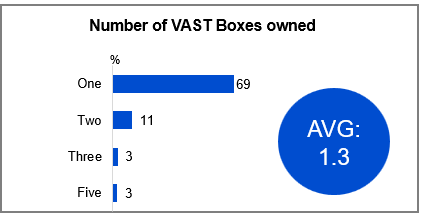 Number of VAST Boxes owned
%
One 69
Two 11
Three 3
Five 3
AVG:
1.3